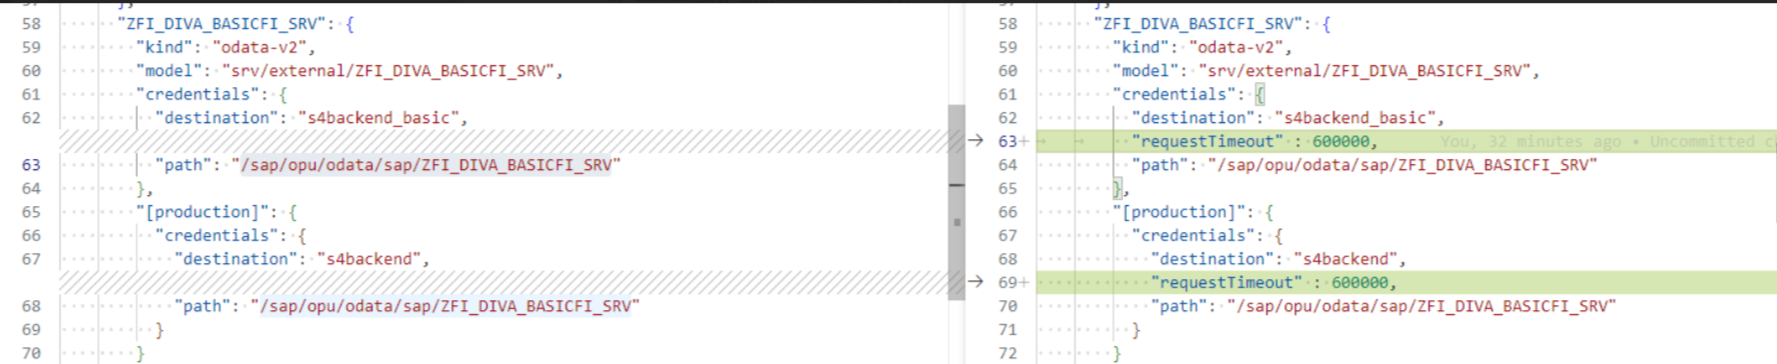 58 "ZFI_DIVA_BASICFI_SRV": {
59 "kind": "odata-v2",
60 "model": "srv/external/ZFI_DIVA_BASICFI_SRV",
61 "credentials": {
62 "destination": "s4backend_basic",
63 "path": "/sap/opu/odata/sap/ZFI_DIVA_BASICFI_SRV"
64 },
65 "[production]": {
66 "credentials": {
67 "destination": "s4backend",
68 "path": "/sap/opu/odata/sap/ZFI_DIVA_BASICFI_SRV"
69 }
70 }
58 "ZFI_DIVA_BASICFI_SRV": {
59 "kind": "odata-v2",
60 "model": "srv/external/ZFI_DIVA_BASICFI_SRV",
61 "credentials": {
62 "destination": "s4backend_basic",
63+ "requestTimeout" : 600000, You, 32 minutes ago • Uncommitted
64 "path": "/sap/opu/odata/sap/ZFI_DIVA_BASICFI_SRV"
65 },
66 "[production]": {
67 "credentials": {
68 "destination": "s4backend",
69+ "requestTimeout" : 600000,
70 "path": "/sap/opu/odata/sap/ZFI_DIVA_BASICFI_SRV"
71 }
72 }